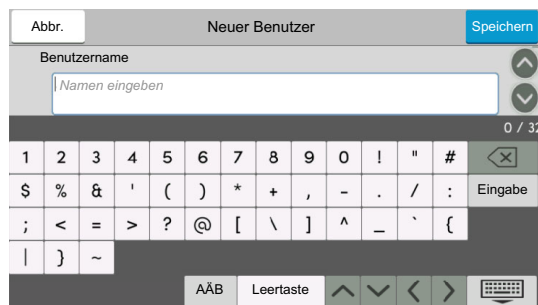 Abbr. Neuer Benutzer Speichern
Benutzername
Namen eingeben
0 / 32
1 2 3 4 5 6 7 8 9 0 ! " #
$ % & ' ( ) * + , - . / : Eingabe
; < = > ? @ [ \ ] ^ _ ` {
| } ~
AÄB Leertaste